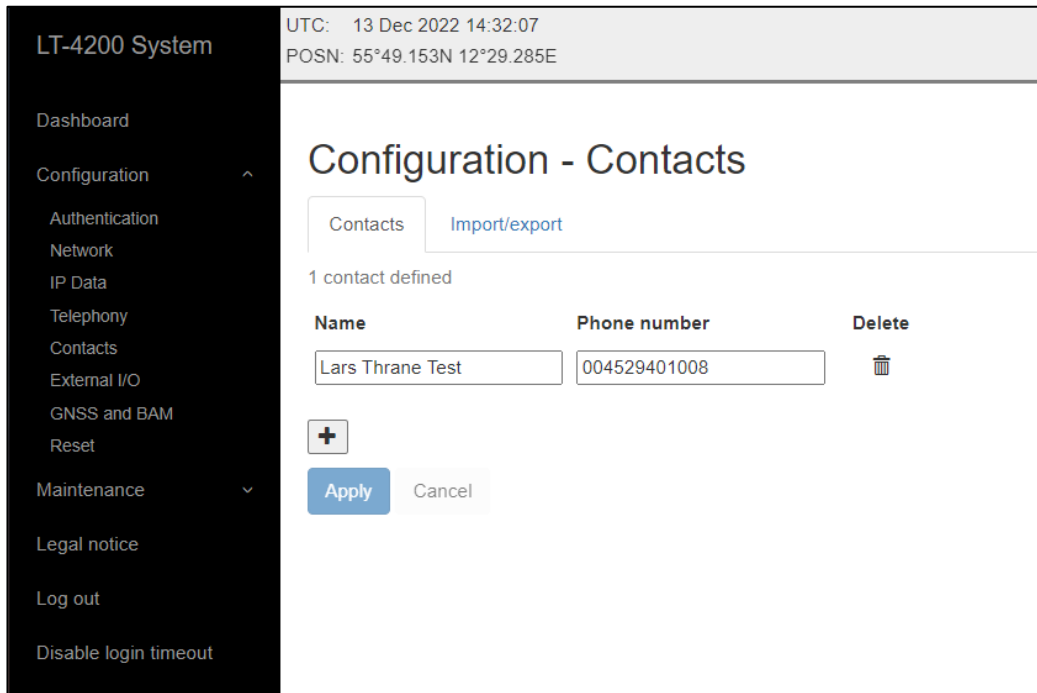 LT-4200 System
Dashboard
Configuration
Authentication
Network
IP Data
Telephony
Contacts
External I/O
GNSS and BAM
Reset
Maintenance
Legal notice
Log out
Disable login timeout
UTC: 13 Dec 2022 14:32:07
POSN: 55°49.153N 12°29.285E
Configuration - Contacts
Contacts Import/export
1 contact defined
Name Phone number Delete
Lars Thrane Test 004529401008
Apply Cancel